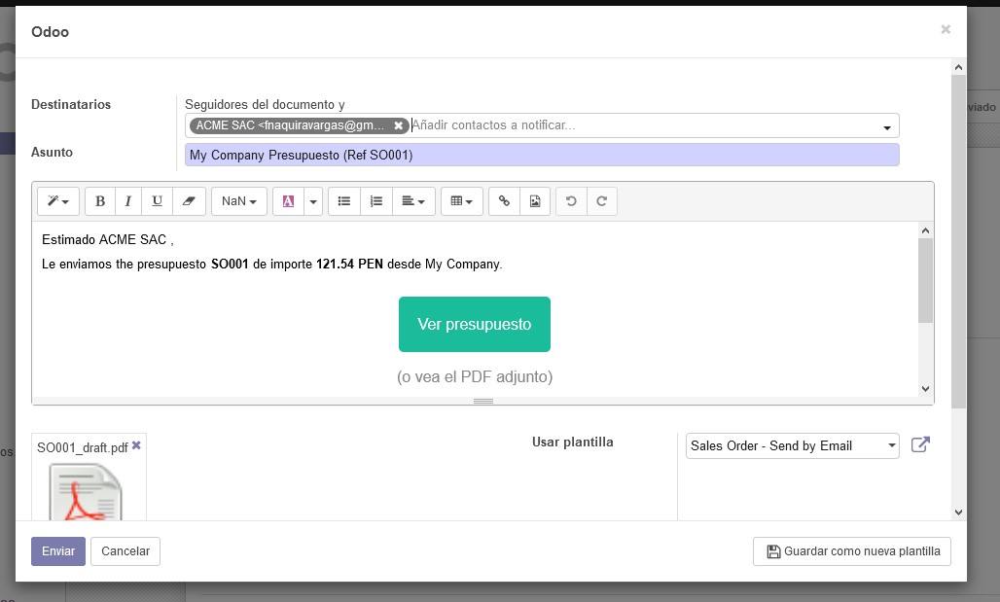 Odoo
×
viado
Destinatarios
Seguidores del documento y
ACME SAC <fnaquiravargas@gm... ✖ Añadir contactos a notificar...
Asunto
My Company Presupuesto (Ref SO001)
B I U NaN A
Estimado ACME SAC ,
Le enviamos the presupuesto SO001 de importe 121.54 PEN desde My Company.
Ver presupuesto
(o vea el PDF adjunto)
os
SO001_draft.pdf ✖
Usar plantilla
Sales Order - Send by Email
Enviar
Cancelar
Guardar como nueva plantilla